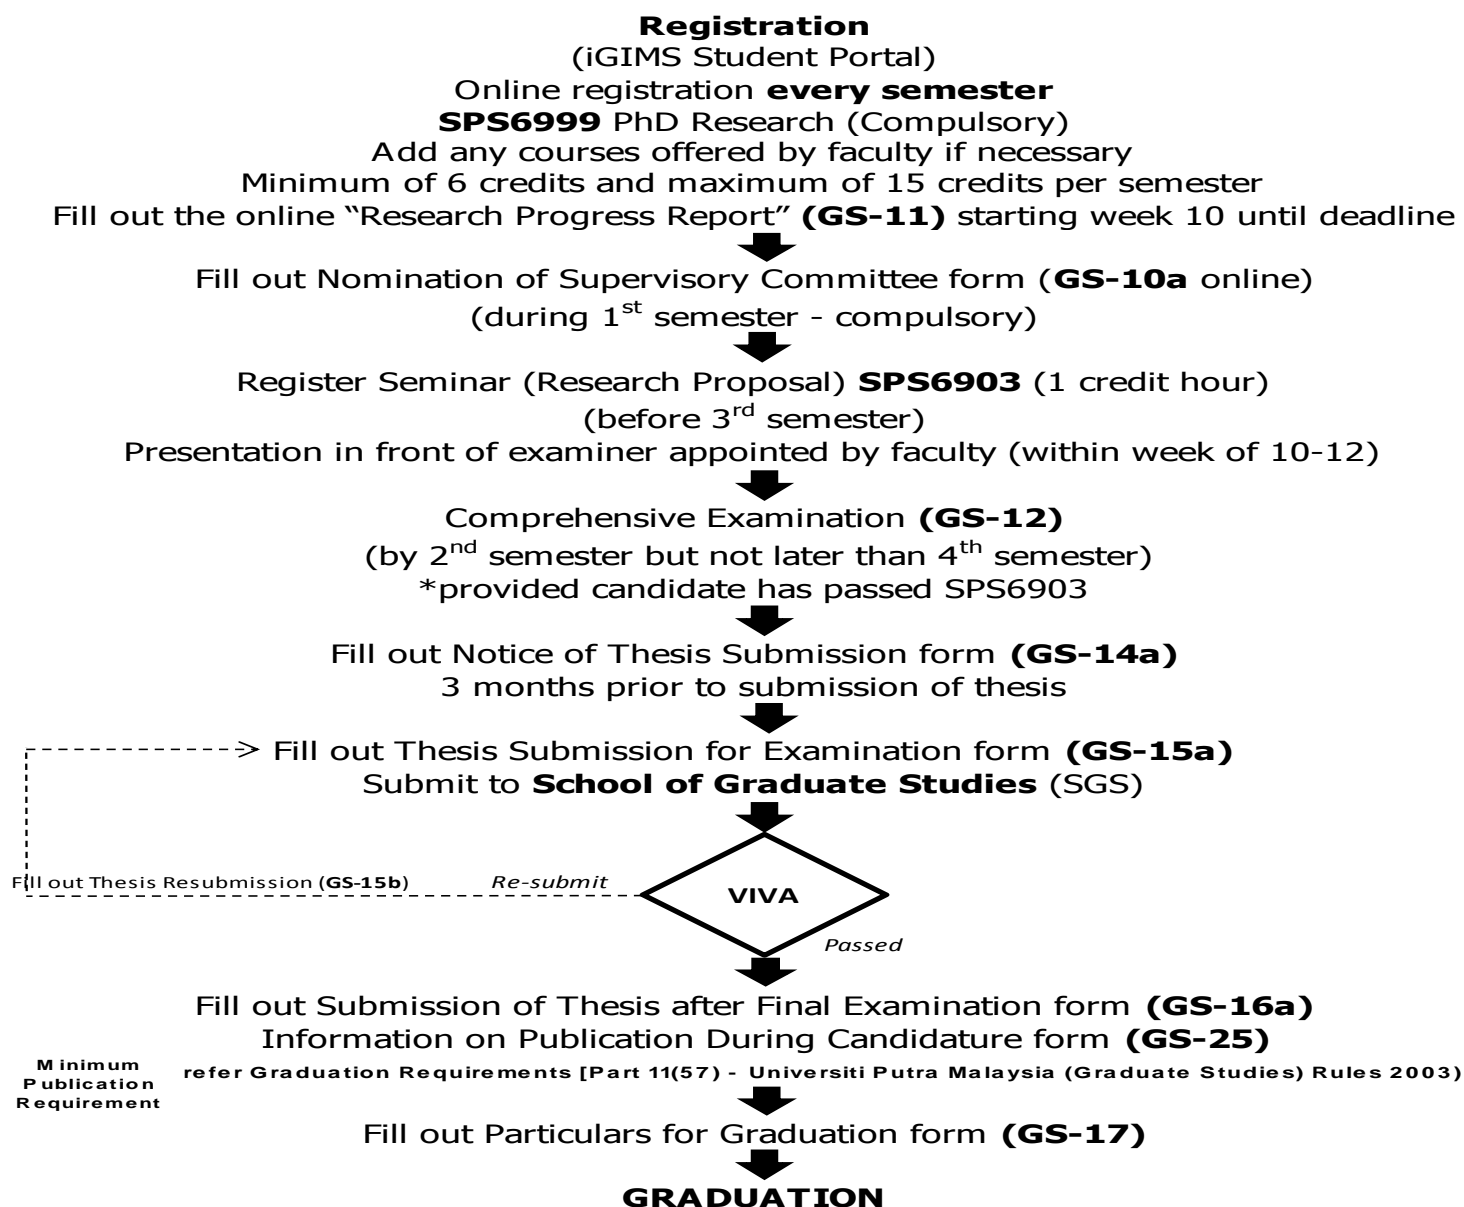 Registration
(iGIMS Student Portal)
Online registration every semester
SPS6999 PhD Research (Compulsory)
Add any courses offered by faculty if necessary
Minimum of 6 credits and maximum of 15 credits per semester
Fill out the online “Research Progress Report” (GS-11) starting week 10 until deadline
Fill out Nomination of Supervisory Committee form (GS-10a online)
(during 1st semester - compulsory)
Register Seminar (Research Proposal) SPS6903 (1 credit hour)
(before 3rd semester)
Presentation in front of examiner appointed by faculty (within week of 10-12)
Comprehensive Examination (GS-12)
(by 2nd semester but not later than 4th semester)
*provided candidate has passed SPS6903
Fill out Notice of Thesis Submission form (GS-14a)
3 months prior to submission of thesis
Fill out Thesis Submission for Examination form (GS-15a)
Submit to School of Graduate Studies (SGS)
Fill out Thesis Resubmission (GS-15b)
Re-submit
VIVA
Passed
Fill out Submission of Thesis after Final Examination form (GS-16a)
Information on Publication During Candidature form (GS-25)
Minimum
Publication
Requirement
refer Graduation Requirements [Part 11(57) - Universiti Putra Malaysia (Graduate Studies) Rules 2003)
Fill out Particulars for Graduation form (GS-17)
GRADUATION